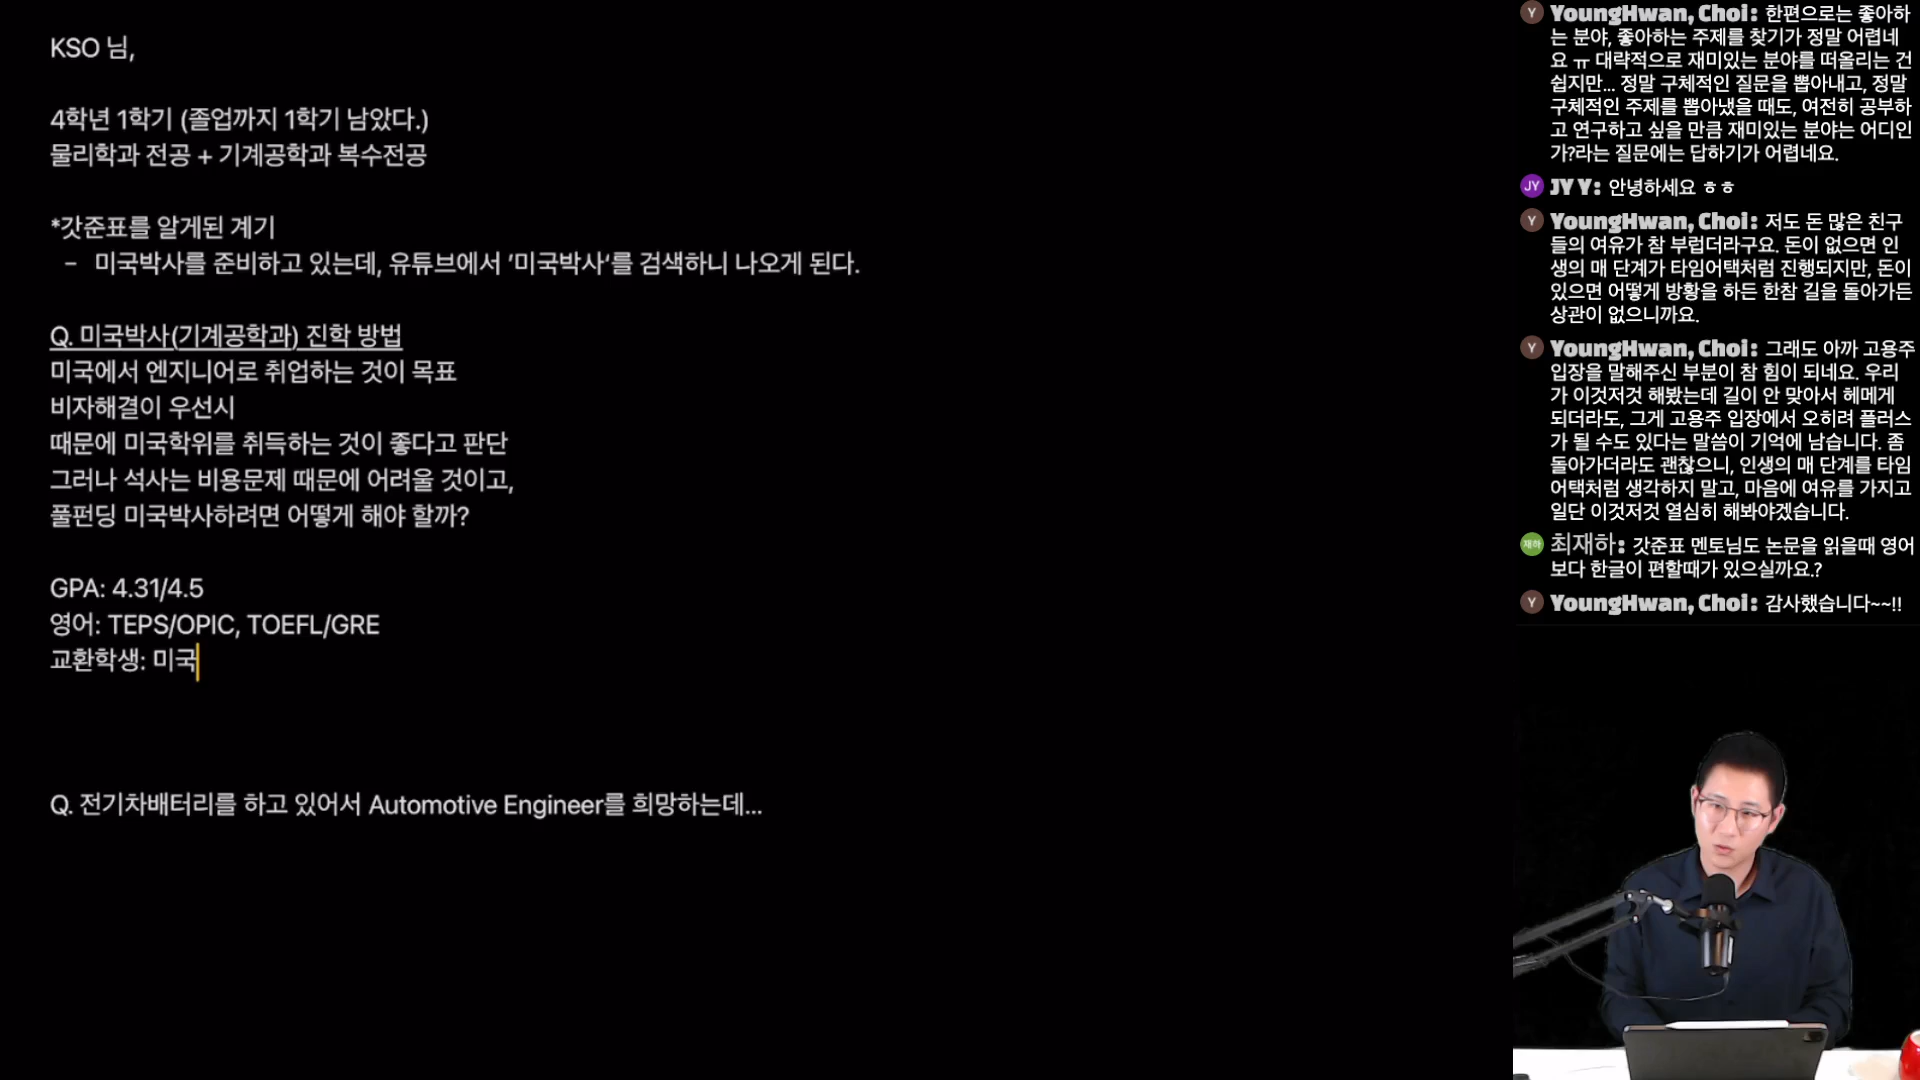 KSO 님,
4학년 1학기 (졸업까지 1학기 남았다.)
물리학과 전공 + 기계공학과 복수전공
*갓준표를 알게된 계기
– 미국박사를 준비하고 있는데, 유튜브에서 '미국박사'를 검색하니 나오게 된다.
Q. 미국박사(기계공학과) 진학 방법
미국에서 엔지니어로 취업하는 것이 목표
비자해결이 우선시
때문에 미국학위를 취득하는 것이 좋다고 판단
그러나 석사는 비용문제 때문에 어려울 것이고,
풀펀딩 미국박사하려면 어떻게 해야 할까?
GPA: 4.31/4.5
영어: TEPS/OPIC, TOEFL/GRE
교환학생: 미국
Q. 전기차배터리를 하고 있어서 Automotive Engineer를 희망하는데...
Y YoungHwan, Choi: 한편으로는 좋아하
는 분야, 좋아하는 주제를 찾기가 정말 어렵네
요 ㅠ 대략적으로 재미있는 분야를 떠올리는 건
쉽지만... 정말 구체적인 질문을 뽑아내고, 정말
구체적인 주제를 뽑아냈을 때도, 여전히 공부하
고 연구하고 싶을 만큼 재미있는 분야는 어디인
가?라는 질문에는 답하기가 어렵네요.
JY JY Y: 안녕하세요 ㅎㅎ
Y YoungHwan, Choi: 저도 돈 많은 친구
들의 여유가 참 부럽더라구요. 돈이 없으면 인
생의 매 단계가 타임어택처럼 진행되지만, 돈이
있으면 어떻게 방황을 하든 한참 길을 돌아가든
상관이 없으니까요.
Y YoungHwan, Choi: 그래도 아까 고용주
입장을 말해주신 부분이 참 힘이 되네요. 우리
가 이것저것 해봤는데 길이 안 맞아서 헤메게
되더라도, 그게 고용주 입장에서 오히려 플러스
가 될 수도 있다는 말씀이 기억에 남습니다. 좀
돌아가더라도 괜찮으니, 인생의 매 단계를 타임
어택처럼 생각하지 말고, 마음에 여유를 가지고
일단 이것저것 열심히 해봐야겠습니다.
재하 최재하: 갓준표 멘토님도 논문을 읽을때 영어
보다 한글이 편할때가 있으실까요.?
Y YoungHwan, Choi: 감사했습니다~~!!